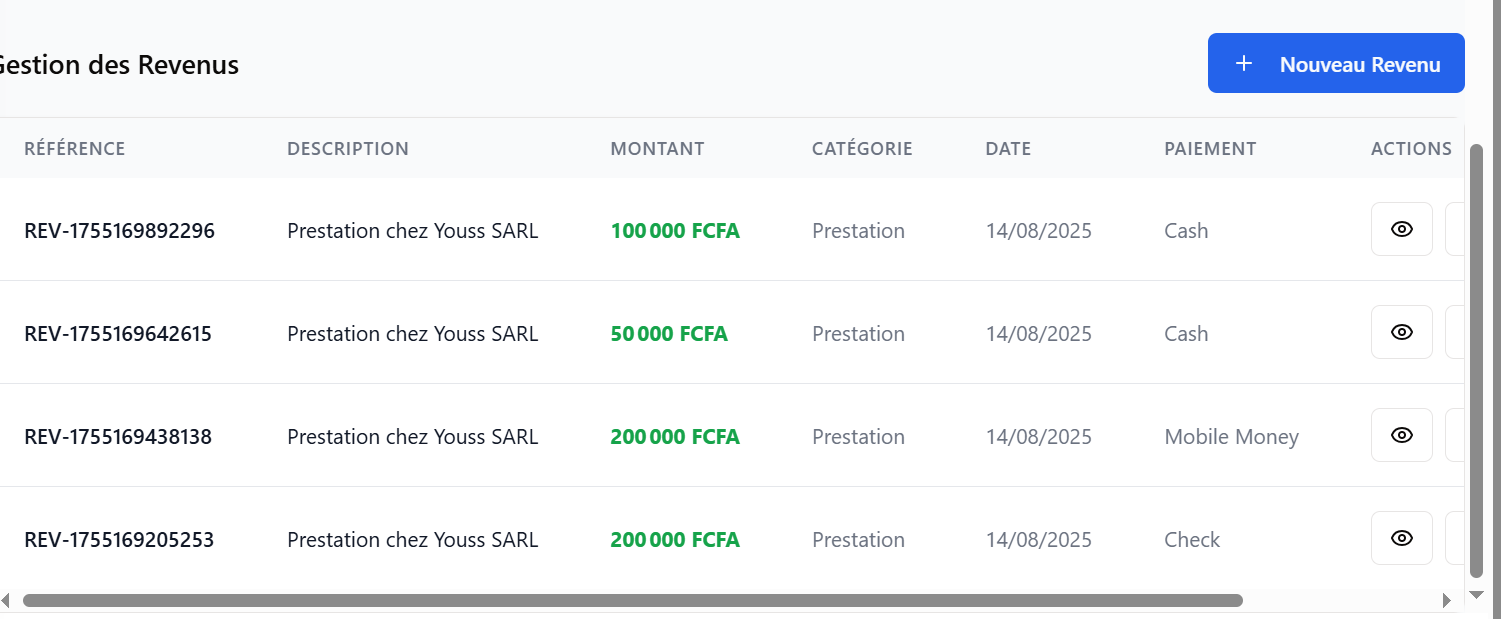 Gestion des Revenus
+ Nouveau Revenu
RÉFÉRENCE DESCRIPTION MONTANT CATÉGORIE DATE PAIEMENT ACTIONS
REV-1755169892296 Prestation chez Youss SARL 100 000 FCFA Prestation 14/08/2025 Cash
REV-1755169642615 Prestation chez Youss SARL 50 000 FCFA Prestation 14/08/2025 Cash
REV-1755169438138 Prestation chez Youss SARL 200 000 FCFA Prestation 14/08/2025 Mobile Money
REV-1755169205253 Prestation chez Youss SARL 200 000 FCFA Prestation 14/08/2025 Check